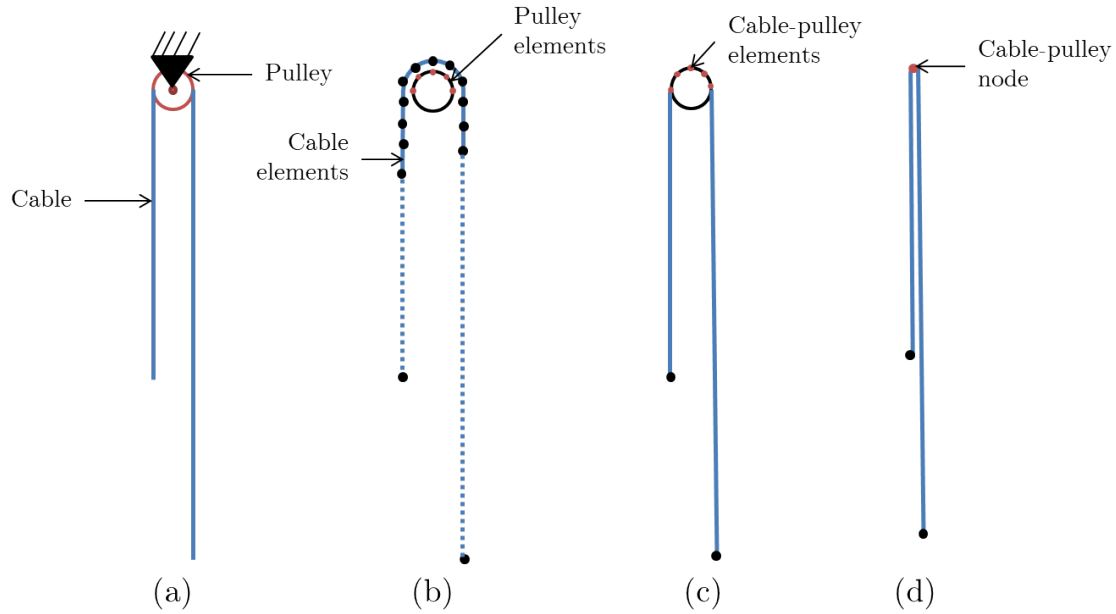 Pulley
Cable
(a)
Pulley
elements
Cable
elements
(b)
Cable-pulley
elements
(c)
Cable-pulley
node
(d)